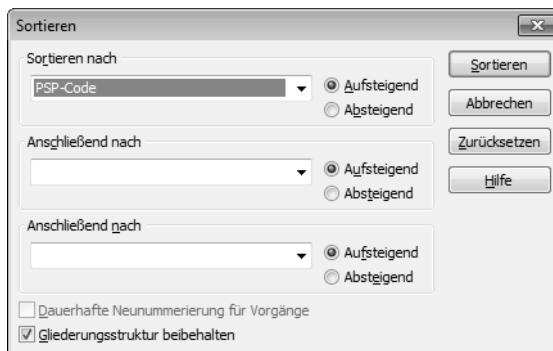 Sortieren
Sortieren nach
PSP-Code
Aufsteigend
Absteigend
Anschließend nach
Aufsteigend
Absteigend
Anschließend nach
Aufsteigend
Absteigend
Dauerhafte Neunummerierung für Vorgänge
Gliederungsstruktur beibehalten
Sortieren
Abbrechen
Zurücksetzen
Hilfe